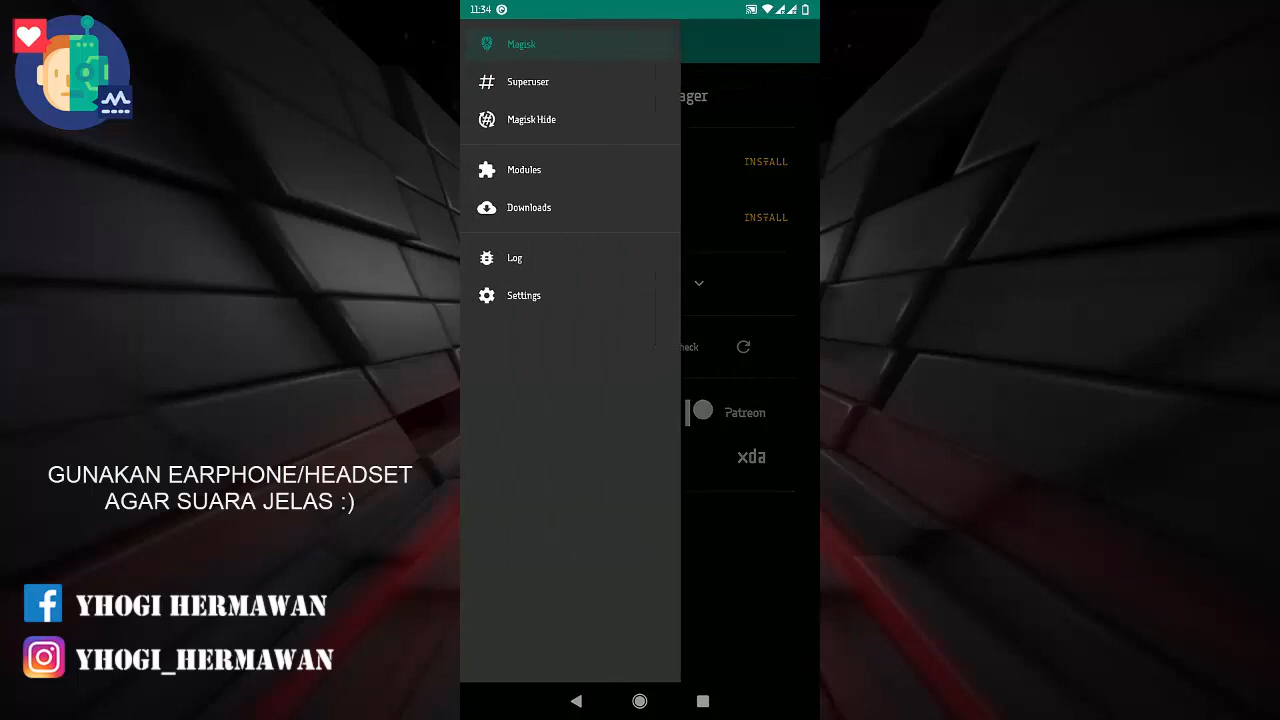 11:34
Magisk
Superuser
Magisk Hide
Modules
Downloads
Log
Settings
ager
INSTALL
INSTALL
heck
Patreon
xda
GUNAKAN EARPHONE/HEADSET
AGAR SUARA JELAS :)
YHOGI HERMAWAN
YHOGI_HERMAWAN